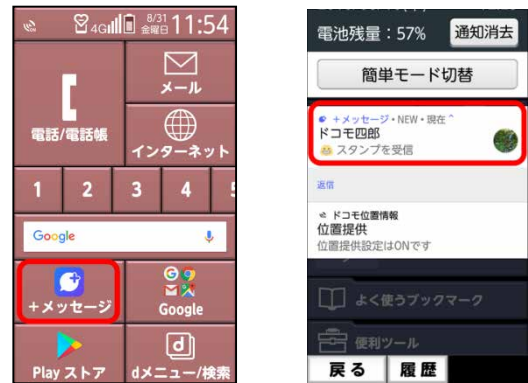 4G 8/31 金曜日 11:54
電話/電話帳
メール
インターネット
1 2 3 4
Google
+メッセージ
Google
Play ストア
dメニュー/検索
電池残量：57% 通知消去
簡単モード切替
+メッセージ・NEW・現在
ドコモ四郎
スタンプを受信
返信
ドコモ位置情報
位置提供
位置提供設定はONです
よく使うブックマーク
便利ツール
戻る 履歴